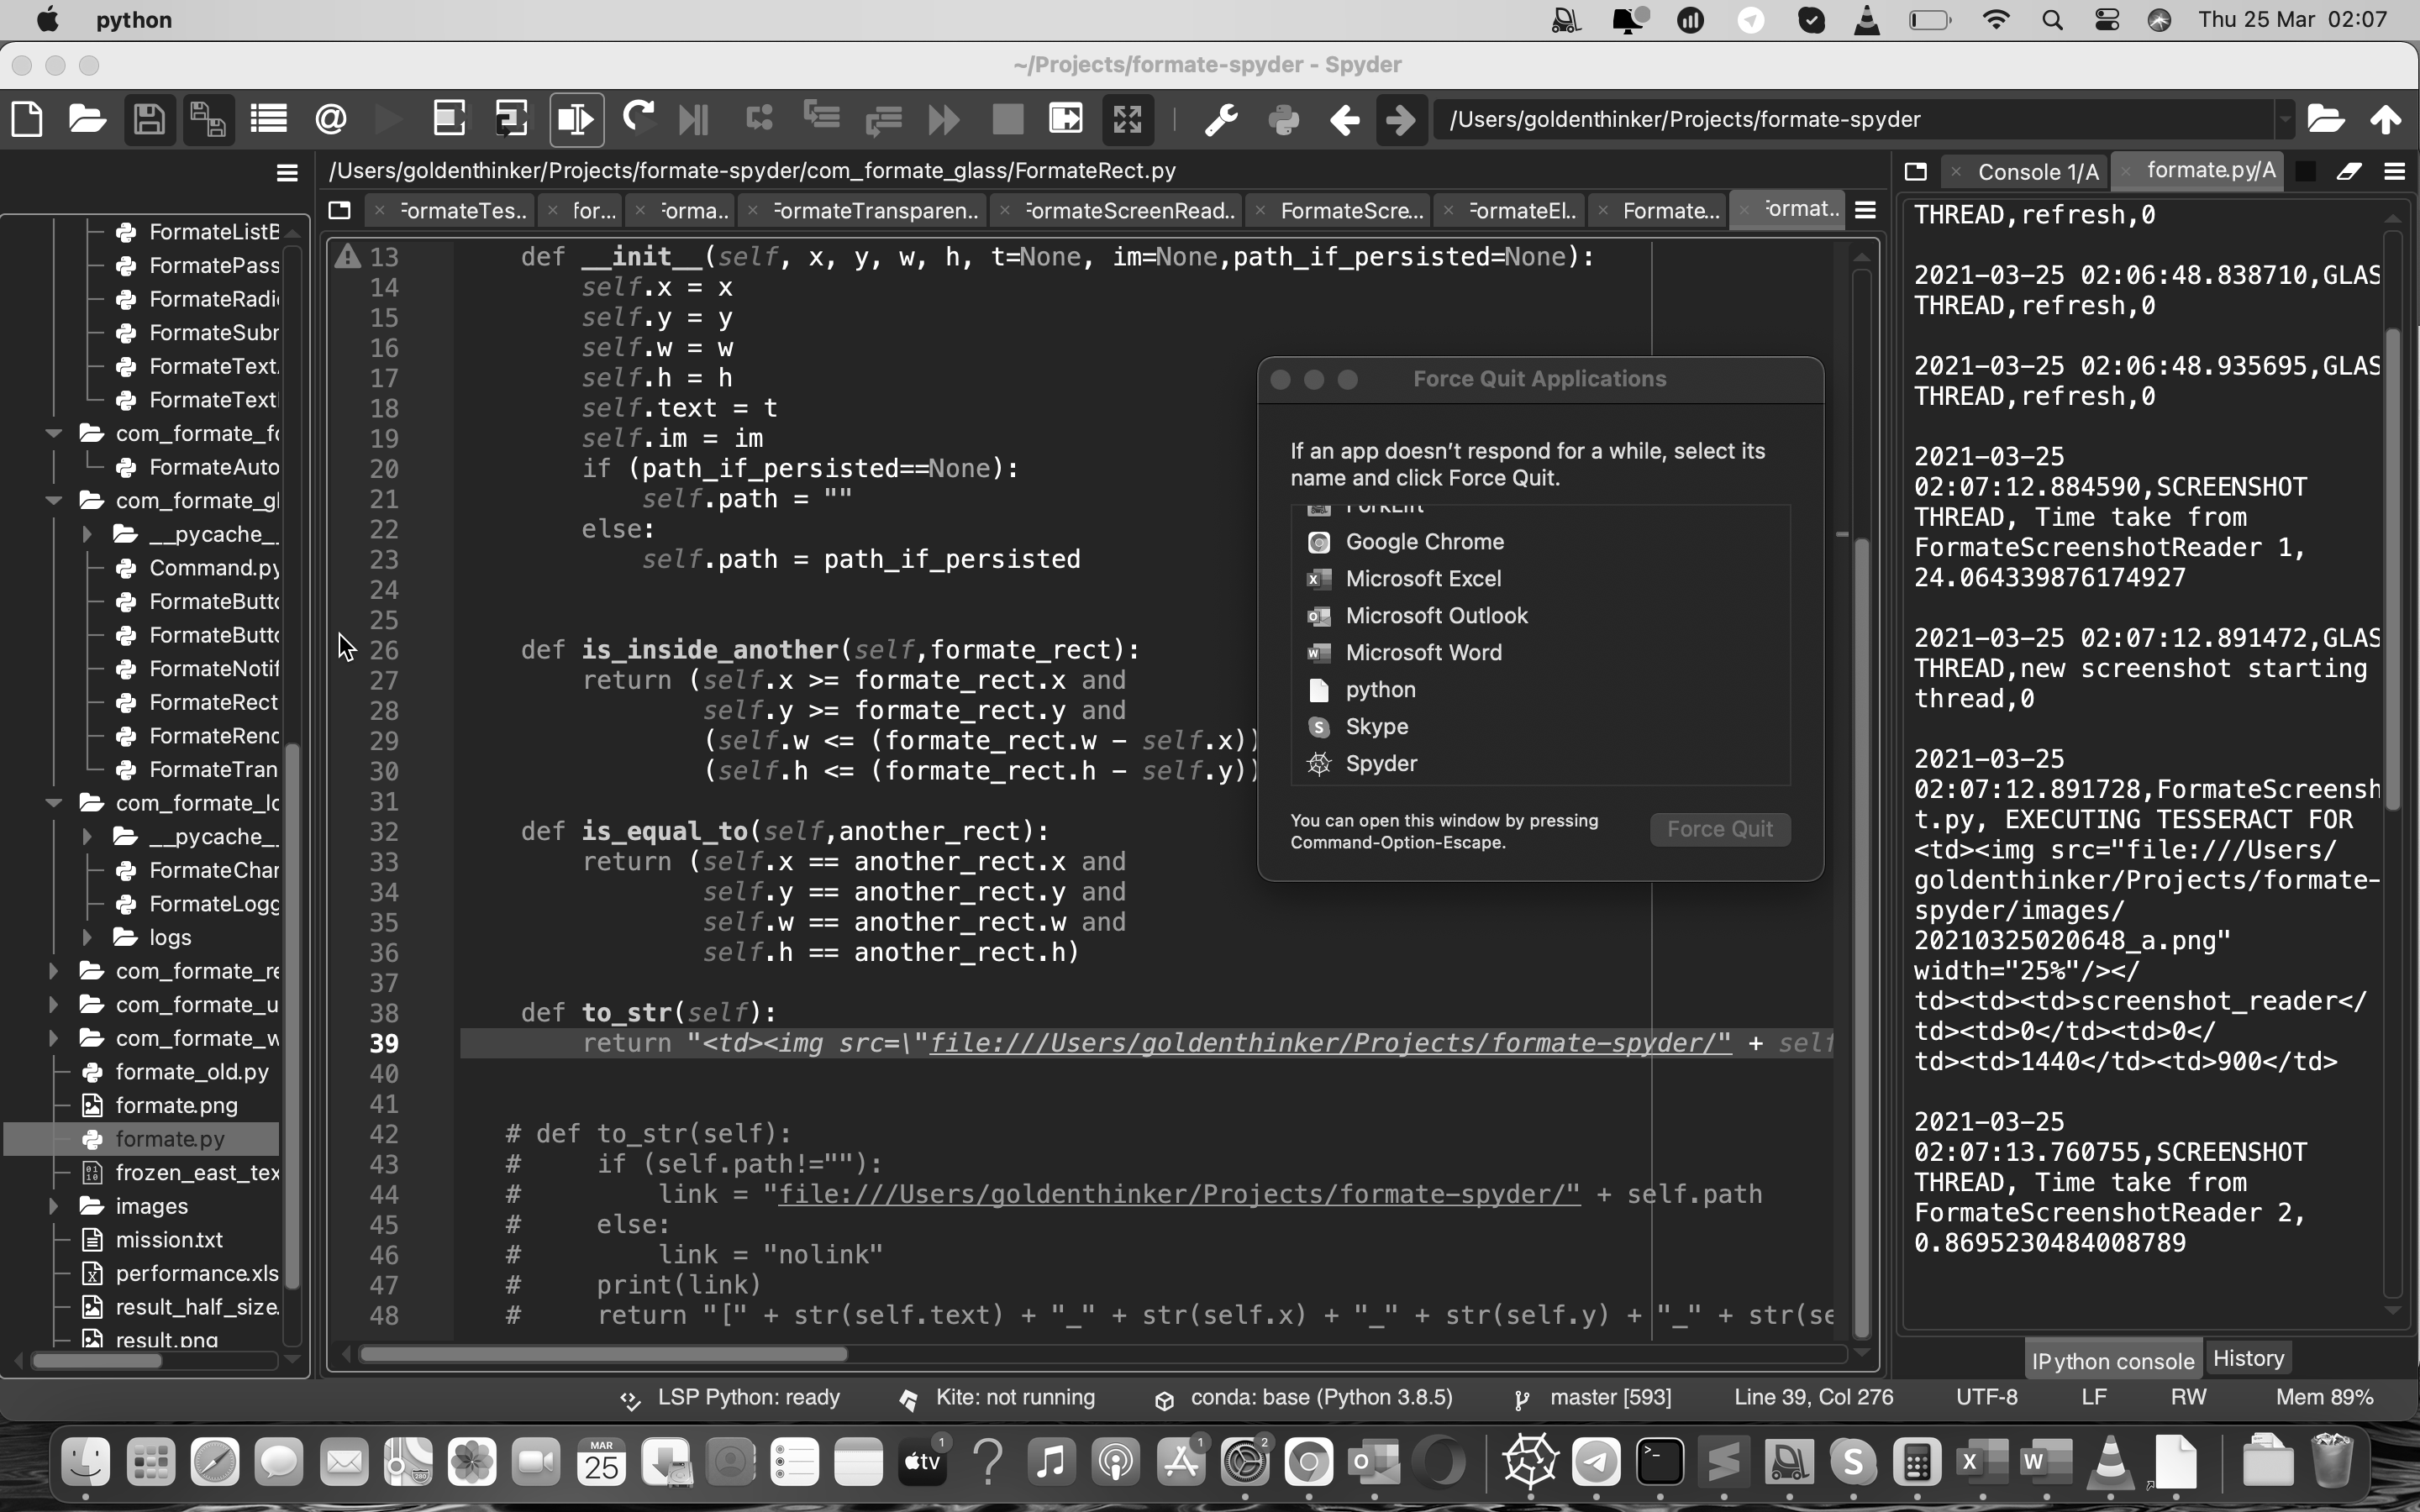 python
Thu 25 Mar 02:07
~/Projects/formate-spyder - Spyder
/Users/goldenthinker/Projects/formate-spyder
/Users/goldenthinker/Projects/formate-spyder/com_formate_glass/FormateRect.py
Console 1/A
formate.py/A
FormateTes..
for...
Forma..
FormateTransparen..
FormateScreenRead..
FormateScre...
FormateEl..
Formate...
Format..
FormateListB
FormatePass
FormateRadi
FormateSubr
FormateText.
FormateText
com_formate_fo
FormateAuto
com_formate_gl
__pycache__
Command.py
FormateButto
FormateButto
FormateNotif
FormateRect
FormateRend
FormateTran
com_formate_lo
__pycache__
FormateChar
FormateLogg
logs
com_formate_re
com_formate_u
com_formate_w
formate_old.py
formate.png
formate.py
frozen_east_tex
images
mission.txt
performance.xls
result_half_size.
result.png
13 def __init__(self, x, y, w, h, t=None, im=None,path_if_persisted=None):
14 self.x = x
15 self.y = y
16 self.w = w
17 self.h = h
18 self.text = t
19 self.im = im
20 if (path_if_persisted==None):
21 self.path = ""
22 else:
23 self.path = path_if_persisted
24
25
26 def is_inside_another(self,formate_rect):
27 return (self.x >= formate_rect.x and
28 self.y >= formate_rect.y and
29 (self.w <= (formate_rect.w - self.x))
30 (self.h <= (formate_rect.h - self.y))
31
32 def is_equal_to(self,another_rect):
33 return (self.x == another_rect.x and
34 self.y == another_rect.y and
35 self.w == another_rect.w and
36 self.h == another_rect.h)
37
38 def to_str(self):
39 return "<td><img src=\"file:///Users/goldenthinker/Projects/formate-spyder/" + self
40
41
42 # def to_str(self):
43 # if (self.path!=""):
44 # link = "file:///Users/goldenthinker/Projects/formate-spyder/" + self.path
45 # else:
46 # link = "nolink"
47 # print(link)
48 # return "[" + str(self.text) + "_" + str(self.x) + "_" + str(self.y) + "_" + str(se
Force Quit Applications
If an app doesn't respond for a while, select its
name and click Force Quit.
ForkLift
Google Chrome
Microsoft Excel
Microsoft Outlook
Microsoft Word
python
Skype
Spyder
You can open this window by pressing
Command-Option-Escape.
Force Quit
THREAD,refresh,0
2021-03-25 02:06:48.838710,GLAS
THREAD,refresh,0
2021-03-25 02:06:48.935695,GLAS
THREAD,refresh,0
2021-03-25
02:07:12.884590,SCREENSHOT
THREAD, Time take from
FormateScreenshotReader 1,
24.064339876174927
2021-03-25 02:07:12.891472,GLAS
THREAD,new screenshot starting
thread,0
2021-03-25
02:07:12.891728,FormateScreensh
t.py, EXECUTING TESSERACT FOR
<td><img src="file:///Users/
goldenthinker/Projects/formate-
spyder/images/
20210325020648_a.png"
width="25%"/></
td><td><td>screenshot_reader</
td><td>0</td><td>0</
td><td>1440</td><td>900</td>
2021-03-25
02:07:13.760755,SCREENSHOT
THREAD, Time take from
FormateScreenshotReader 2,
0.8695230484008789
IPython console
History
LSP Python: ready
Kite: not running
conda: base (Python 3.8.5)
master [593]
Line 39, Col 276
UTF-8
LF
RW
Mem 89%
MAR
25
tv
1
1
2